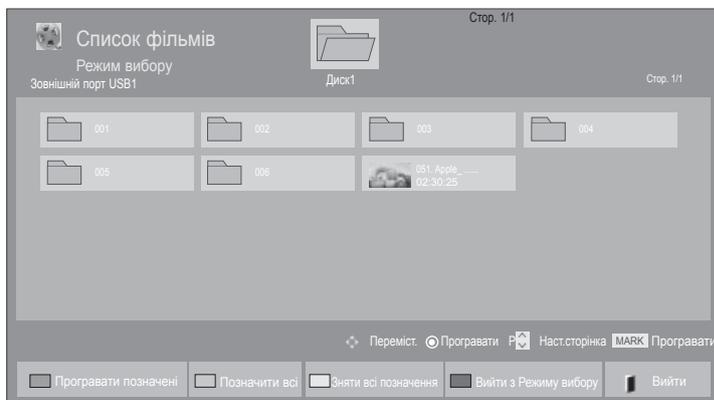 Стор. 1/1
Список фільмів
Режим вибору
Зовнішній порт USB1
Диск1
Стор. 1/1
001
002
003
004
005
006
051. Apple_ ......
02:30:25
Переміст. Програвати P Наст.сторінка MARK Програвати
Програвати позначені Позначити всі Зняти всі позначення Вийти з Режиму вибору Вийти